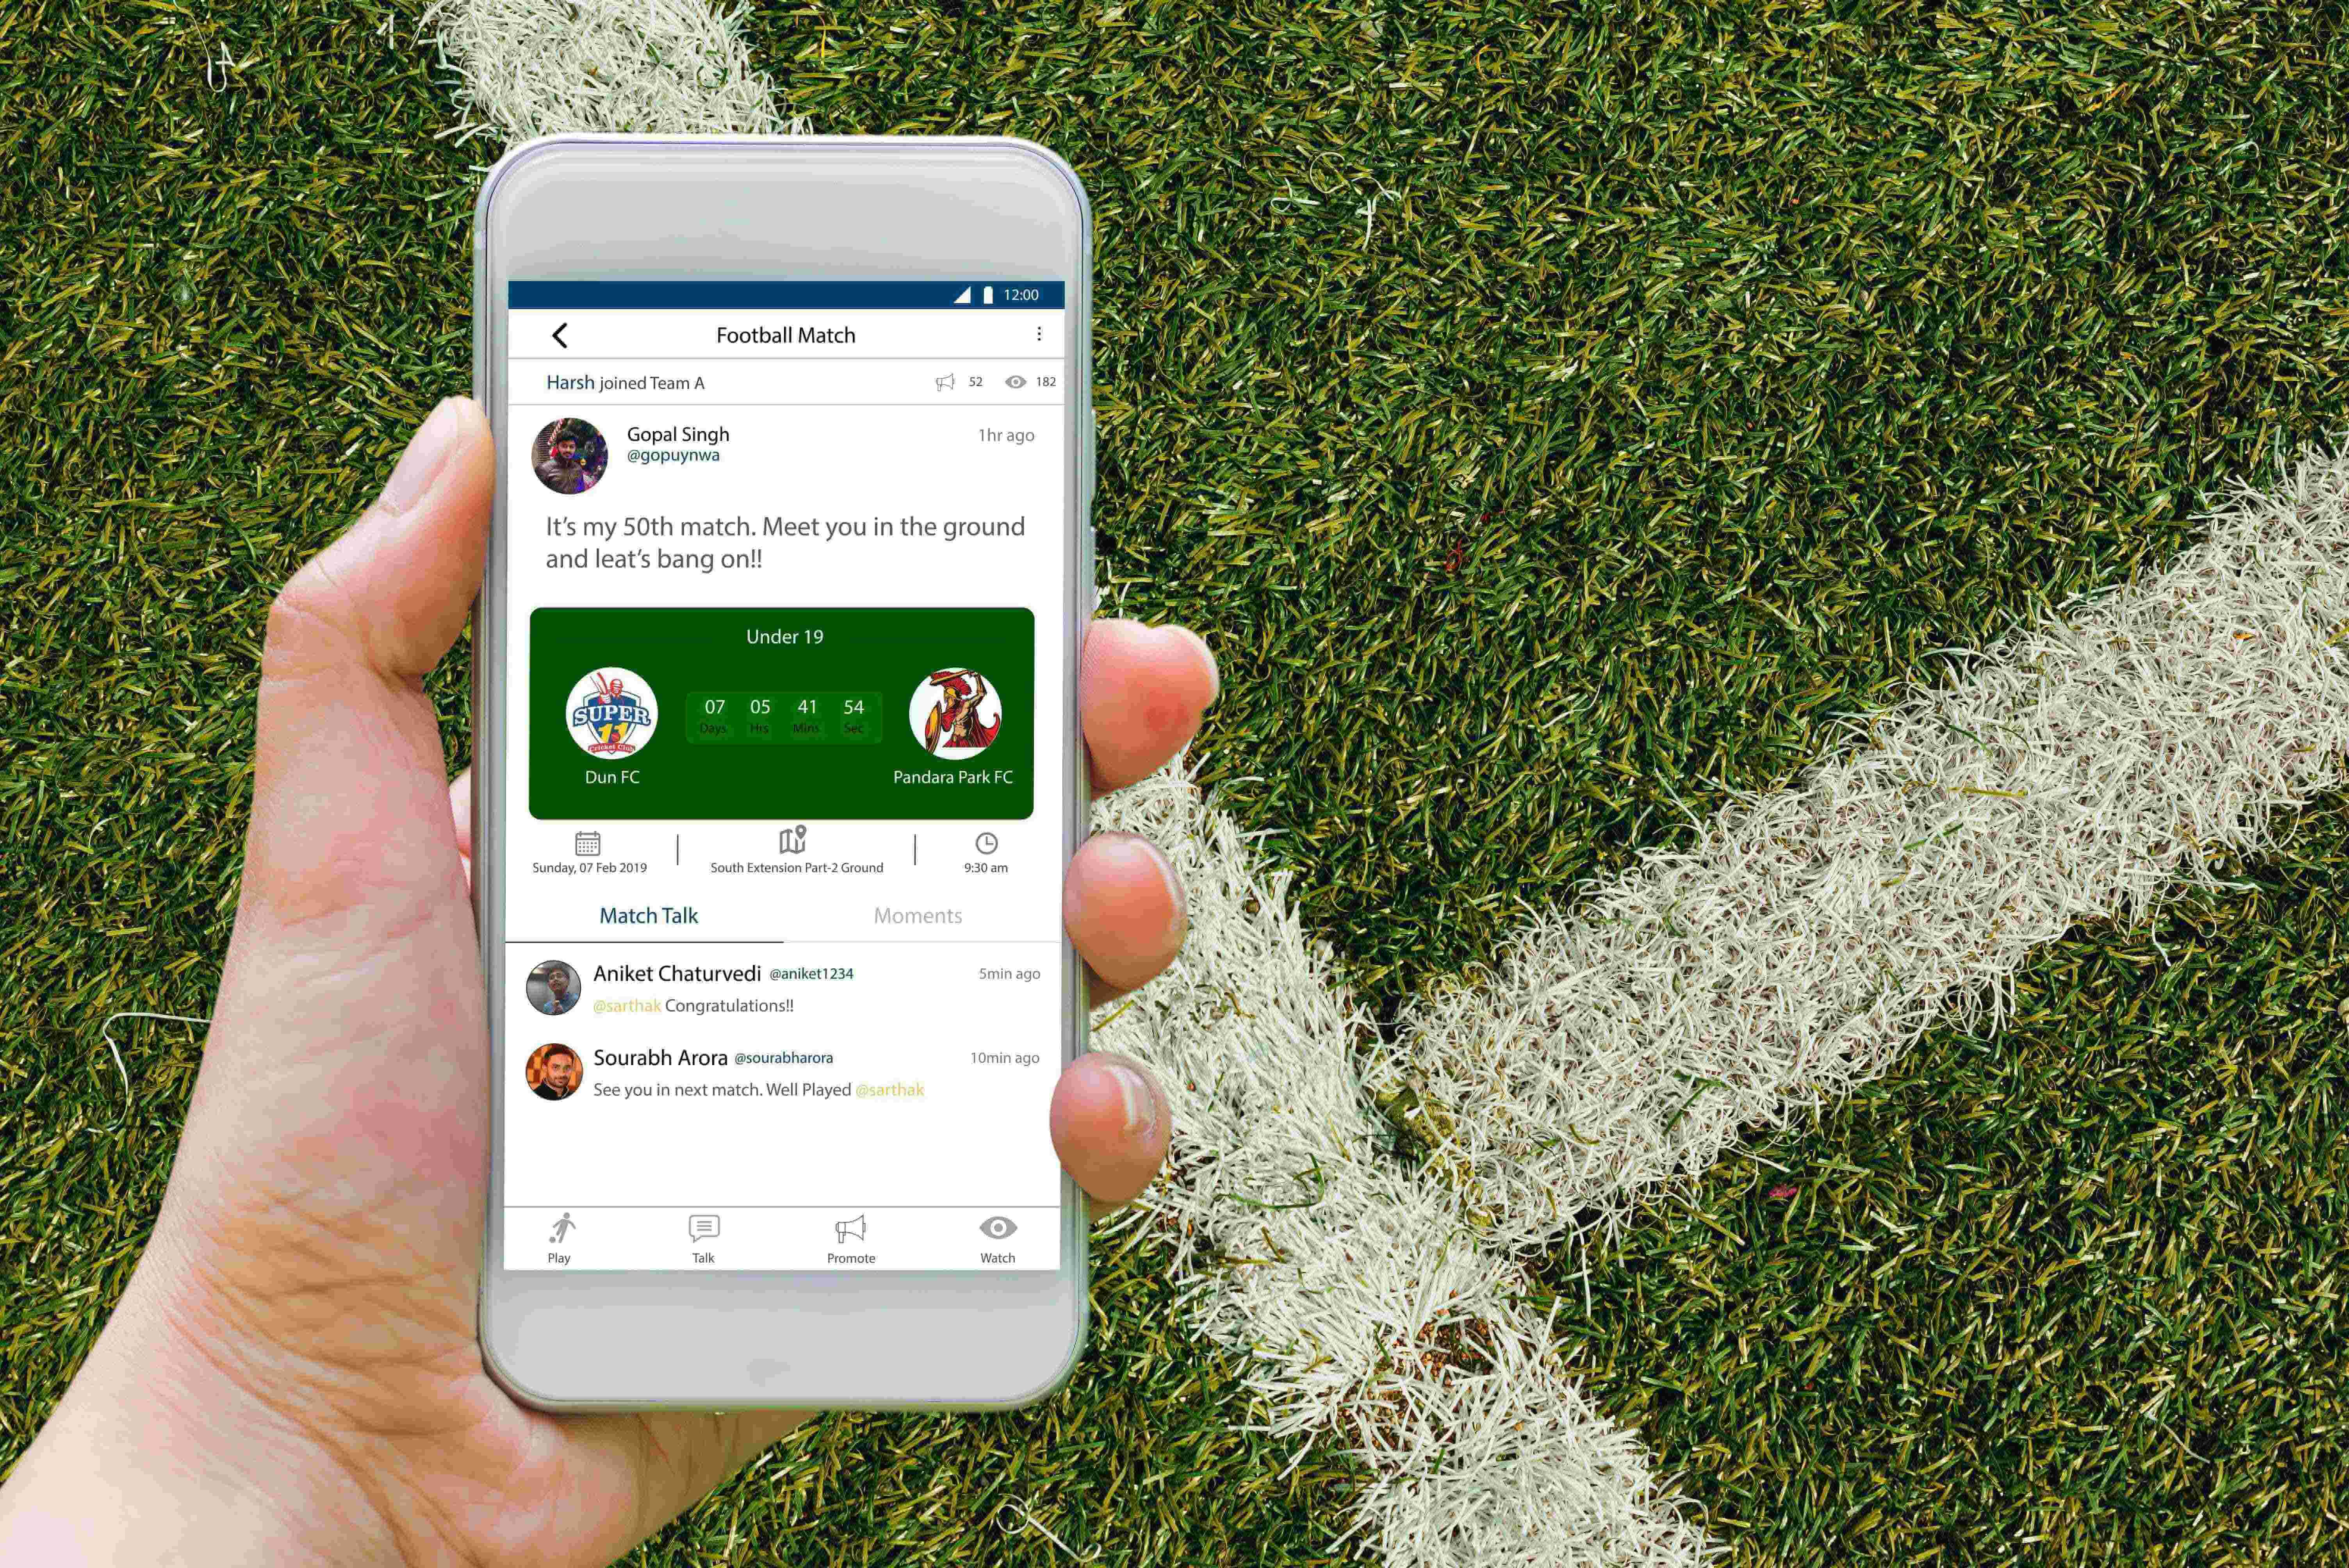 12:00
Football Match
Harsh joined Team A 52 182
Gopal Singh 1hr ago
@gopuynwa
It's my 50th match. Meet you in the ground
and leat's bang on!!
Under 19
SUPER
11
Cricket Club
07 05 41 54
Days Hrs Mins Sec
Dun FC Pandara Park FC
Sunday, 07 Feb 2019 South Extension Part-2 Ground 9:30 am
Match Talk Moments
Aniket Chaturvedi @aniket1234 5min ago
@sarthak Congratulations!!
Sourabh Arora @sourabharora 10min ago
See you in next match. Well Played @sarthak
Play Talk Promote Watch